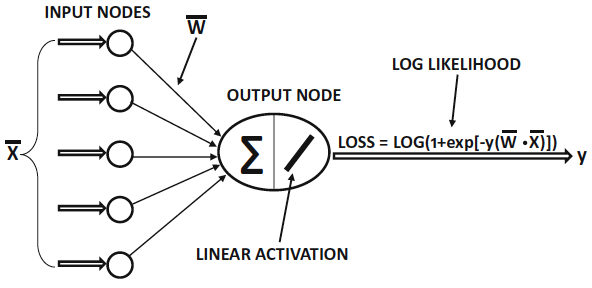 INPUT NODES
W̅
LOG LIKELIHOOD
OUTPUT NODE
X̅
∑
LOSS = LOG(1+exp[-y(W̅ •X̅)])
y
LINEAR ACTIVATION